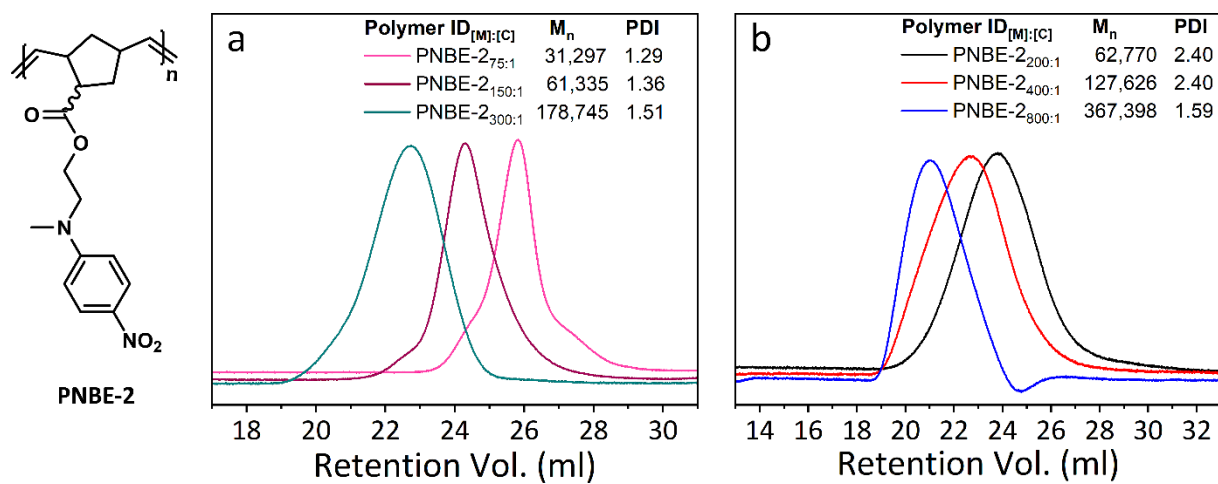 n
O
O
N
NO₂
PNBE-2
a
Polymer ID[M]:[C] Mn PDI
PNBE-275:1 31,297 1.29
PNBE-2150:1 61,335 1.36
PNBE-2300:1 178,745 1.51
18 20 22 24 26 28 30
Retention Vol. (ml)
b
Polymer ID[M]:[C] Mn PDI
PNBE-2200:1 62,770 2.40
PNBE-2400:1 127,626 2.40
PNBE-2800:1 367,398 1.59
14 16 18 20 22 24 26 28 30 32
Retention Vol. (ml)